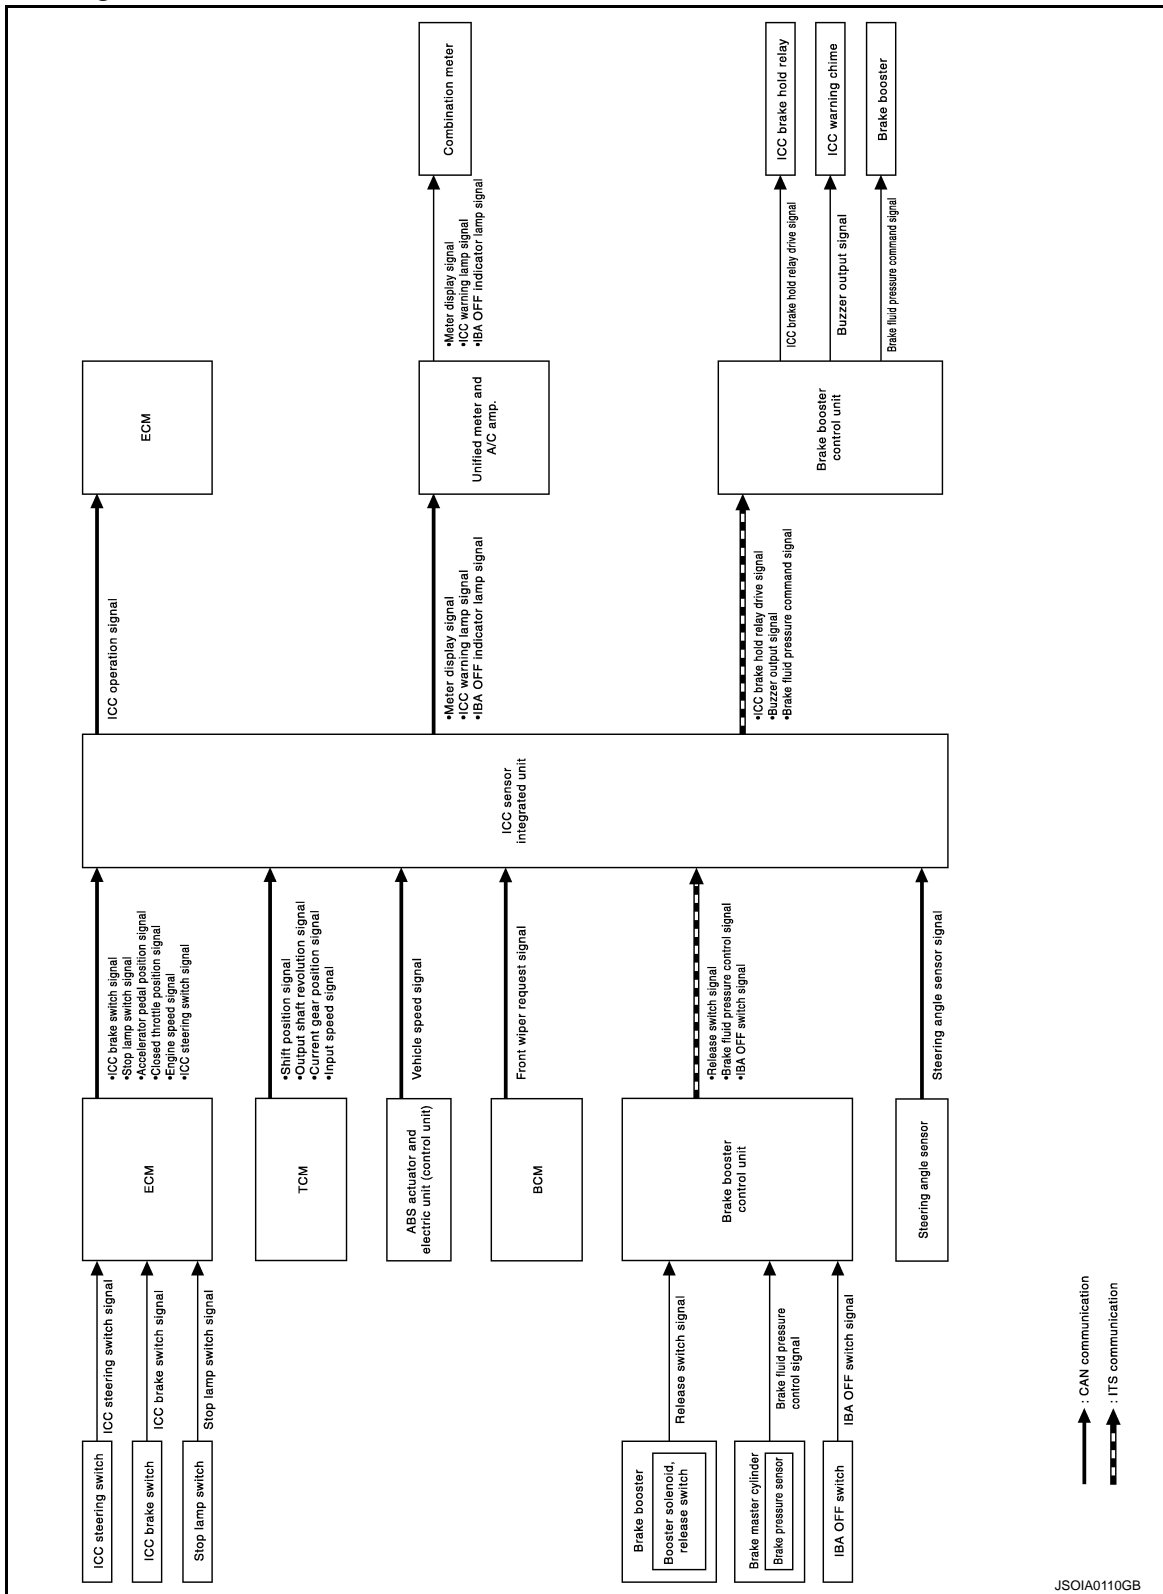 ICC steering switch
ICC steering switch signal
ICC brake switch
ICC brake switch signal
Stop lamp switch
Stop lamp switch signal
ECM
•ICC brake switch signal
•Stop lamp switch signal
•Accelerator pedal position signal
•Closed throttle position signal
•Engine speed signal
•ICC steering switch signal
TCM
•Shift position signal
•Output shaft revolution signal
•Current gear position signal
•Input speed signal
ABS actuator and
electric unit (control unit)
Vehicle speed signal
BCM
Front wiper request signal
Brake booster
Booster solenoid,
release switch
Release switch signal
Brake master cylinder
Brake pressure sensor
Brake fluid pressure
control signal
IBA OFF switch
IBA OFF switch signal
Brake booster
control unit
•Release switch signal
•Brake fluid pressure control signal
•IBA OFF switch signal
Steering angle sensor
Steering angle sensor signal
ICC sensor
integrated unit
ICC operation signal
ECM
•Meter display signal
•ICC warning lamp signal
•IBA OFF indicator lamp signal
Unified meter and
A/C amp.
•Meter display signal
•ICC warning lamp signal
•IBA OFF indicator lamp signal
Combination meter
•ICC brake hold relay drive signal
•Buzzer output signal
•Brake fluid pressure command signal
Brake booster
control unit
ICC brake hold relay drive signal
ICC brake hold relay
Buzzer output signal
ICC warning chime
Brake fluid pressure command signal
Brake booster
: CAN communication
: ITS communication
JSOIA0110GB